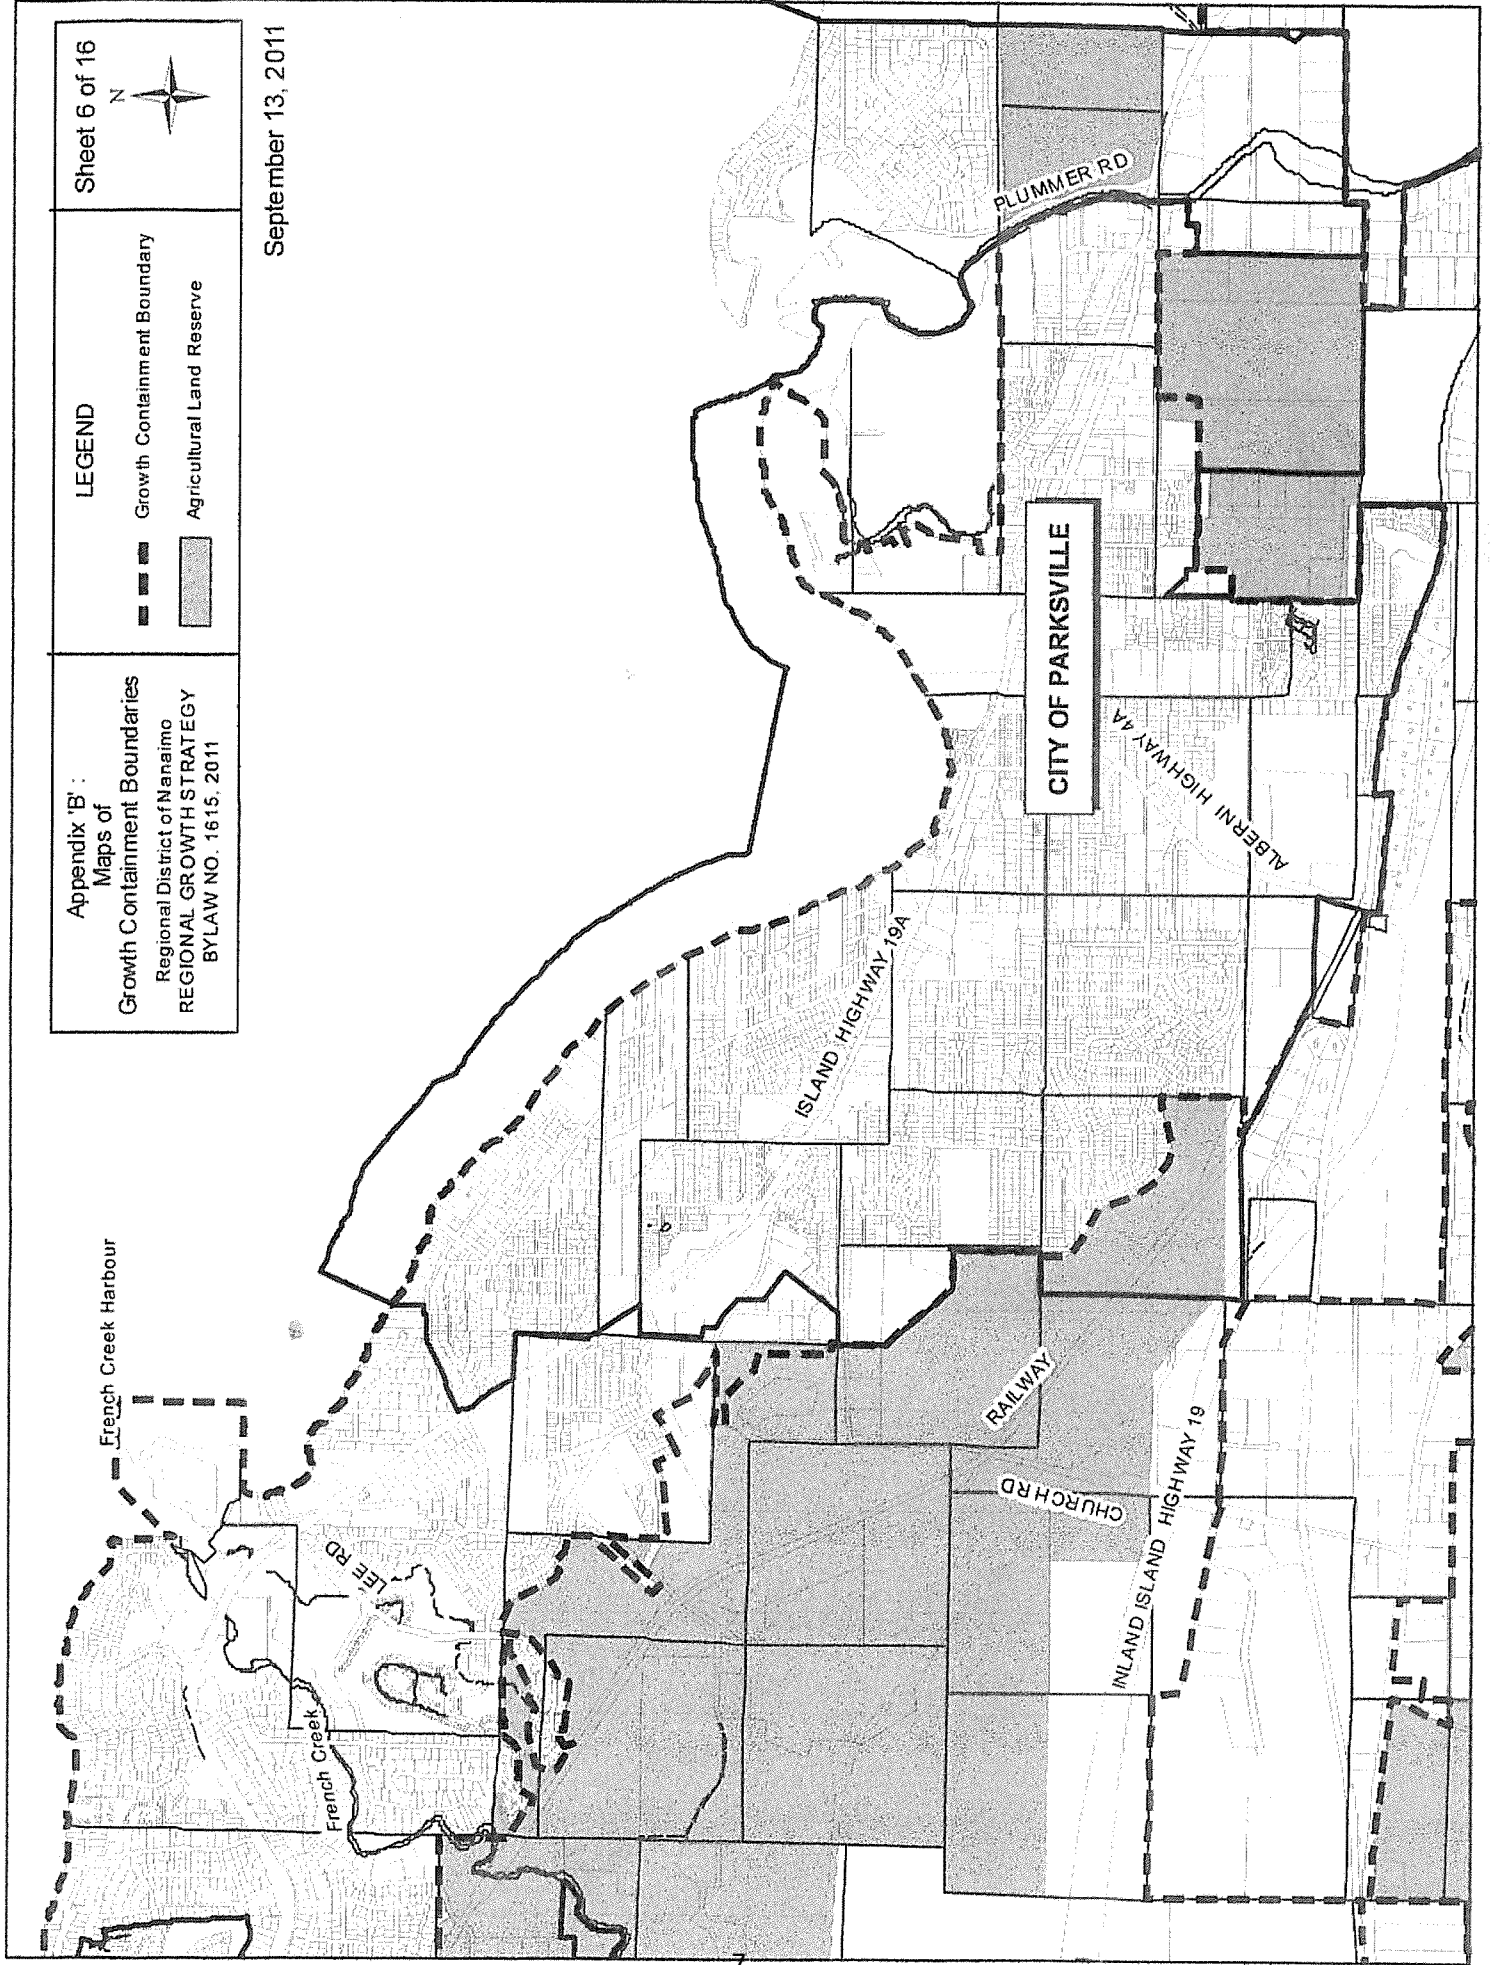 Appendix 'B' :
Maps of
Growth Containment Boundaries
Regional District of Nanaimo
REGIONAL GROWTH STRATEGY
BYLAW NO. 1615, 2011
LEGEND
Growth Containment Boundary
Agricultural Land Reserve
Sheet 6 of 16
N
September 13, 2011
French Creek Harbour
LEE RD
French Creek
ISLAND HIGHWAY 19A
PLUMMER RD
CITY OF PARKSVILLE
ALBERNI HIGHWAY 4A
RAILWAY
CHURCH RD
INLAND ISLAND HIGHWAY 19
7